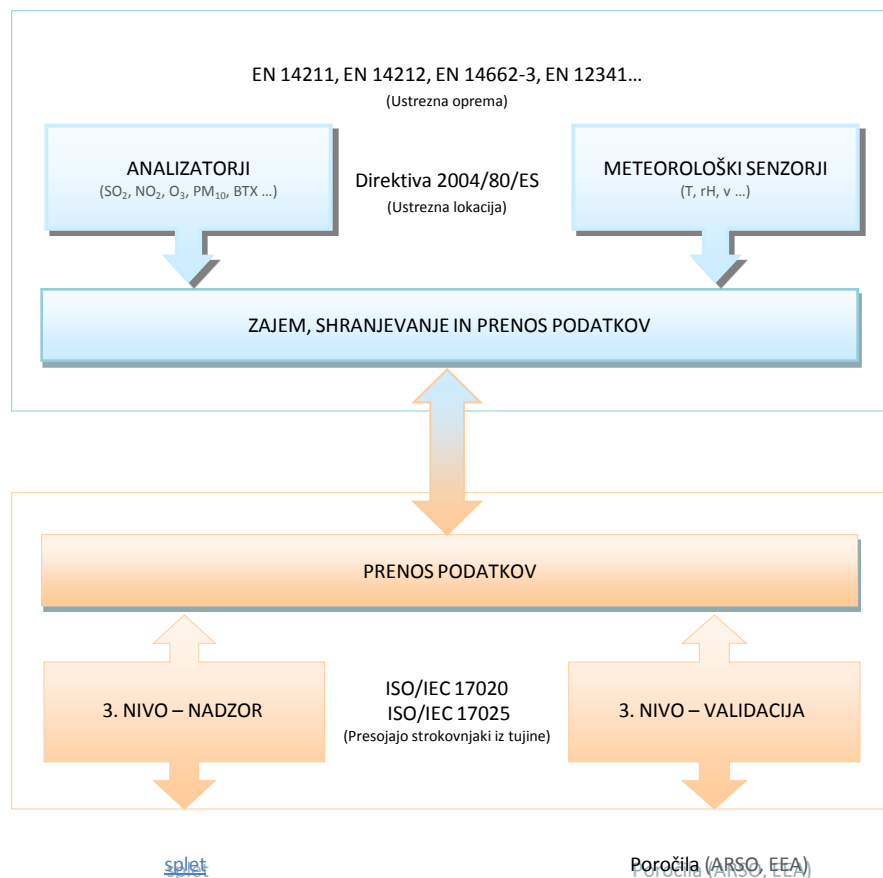 EN 14211, EN 14212, EN 14662-3, EN 12341…
(Ustrezna oprema)
ANALIZATORJI
(SO₂, NO₂, O₃, PM₁₀, BTX …)
Direktiva 2004/80/ES
(Ustrezna lokacija)
METEOROLOŠKI SENZORJI
(T, rH, v …)
ZAJEM, SHRANJEVANJE IN PRENOS PODATKOV
PRENOS PODATKOV
3. NIVO – NADZOR
ISO/IEC 17020
ISO/IEC 17025
(Presojajo strokovnjaki iz tujine)
3. NIVO – VALIDACIJA
splet
Poročila (ARSO, EEA)